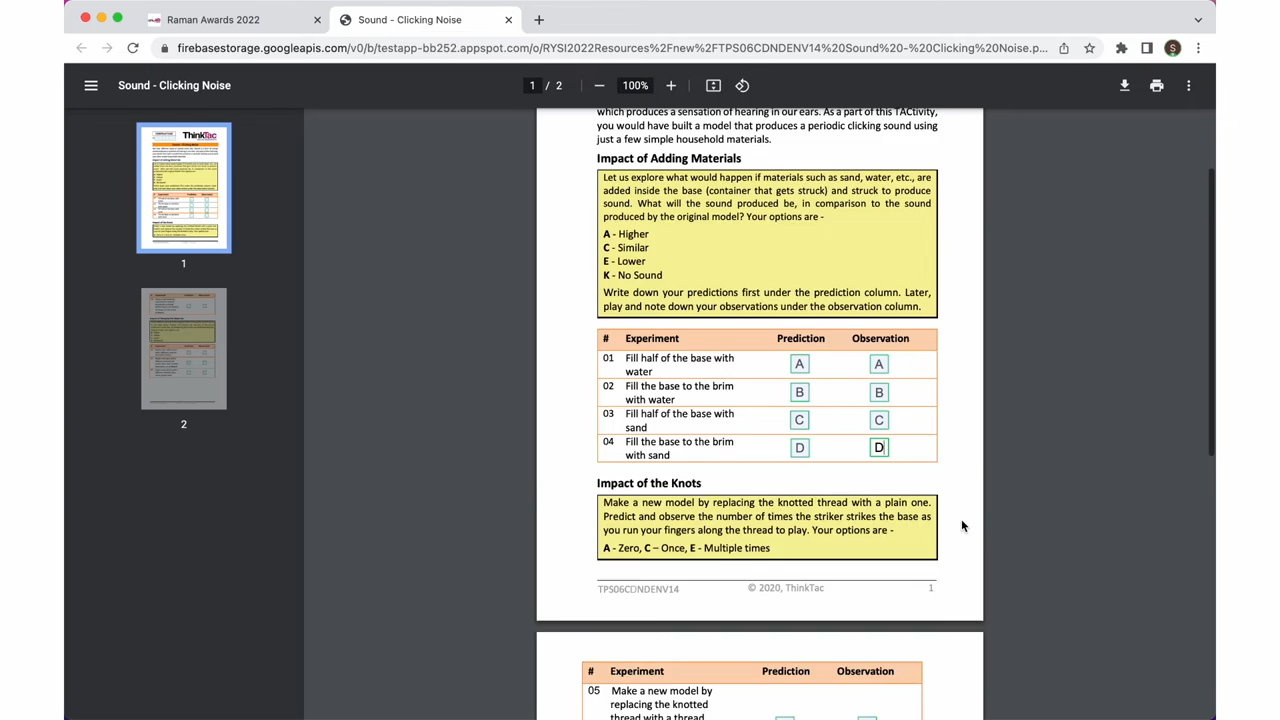 Raman Awards 2022
Sound - Clicking Noise
firebasestorage.googleapis.com/v0/b/testapp-bb252.appspot.com/o/RYSI2022Resources%2Fnew%2FTPS06CDNDENV14%20Sound%20-%20Clicking%20Noise.p...
S
Sound - Clicking Noise
1 / 2
100%
ThinkTac
1
2
which produces a sensation of hearing in our ears. As a part of this TACtivity,
you would have built a model that produces a periodic clicking sound using
just a few simple household materials.
Impact of Adding Materials
Let us explore what would happen if materials such as sand, water, etc., are
added inside the base (container that gets struck) and struck to produce
sound. What will the sound produced be, in comparison to the sound
produced by the original model? Your options are -
A - Higher
C - Similar
E - Lower
K - No Sound
Write down your predictions first under the prediction column. Later,
play and note down your observations under the observation column.
# Experiment Prediction Observation
01 Fill half of the base with A A
water
02 Fill the base to the brim B B
with water
03 Fill half of the base with C C
sand
04 Fill the base to the brim D D
with sand
Impact of the Knots
Make a new model by replacing the knotted thread with a plain one.
Predict and observe the number of times the striker strikes the base as
you run your fingers along the thread to play. Your options are -
A - Zero, C – Once, E - Multiple times
TPS06CDNDENV14 © 2020, ThinkTac 1
# Experiment Prediction Observation
05 Make a new model by
replacing the knotted
thread with a thread